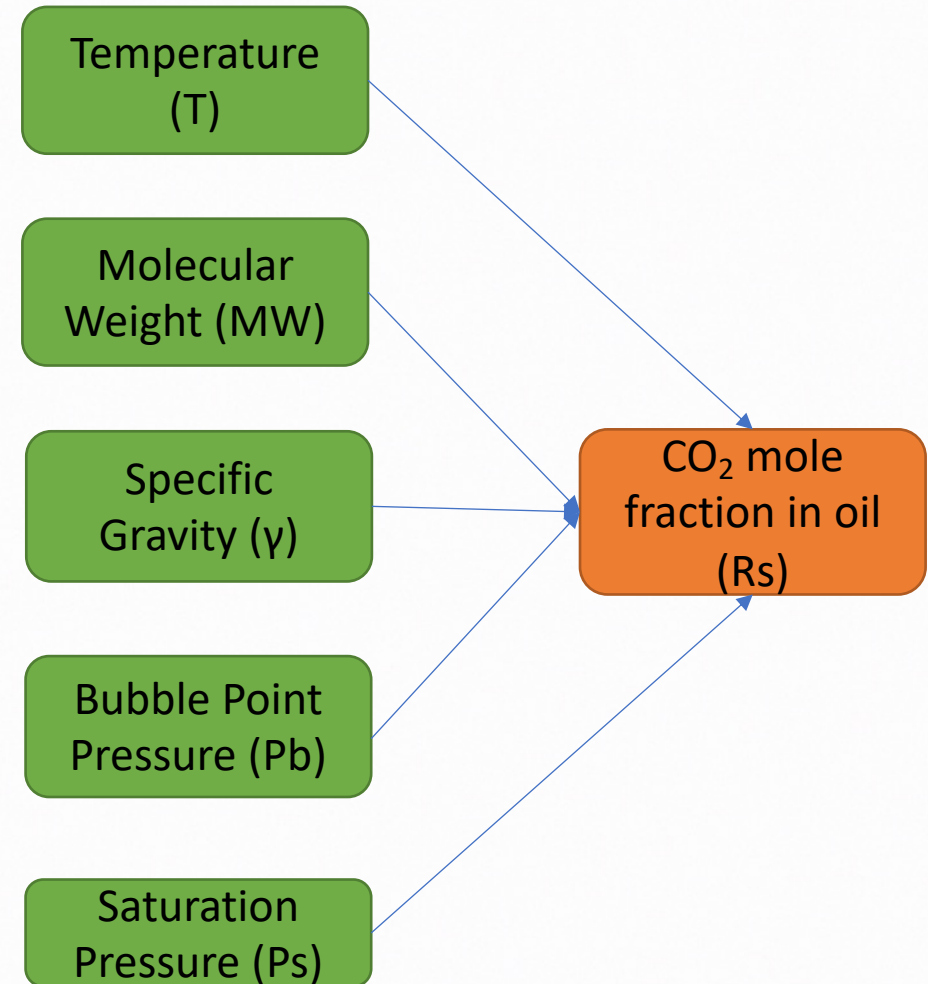 Temperature
(T)
Molecular
Weight (MW)
Specific
Gravity (γ)
Bubble Point
Pressure (Pb)
Saturation
Pressure (Ps)
CO₂ mole
fraction in oil
(Rs)